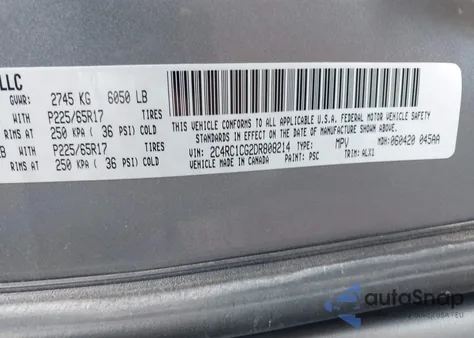 LLC
GVWR: 2745 KG 6050 LB
WITH P225/65R17 TIRES
RIMS AT 250 KPA ( 36 PSI) COLD
WITH P225/65R17 TIRES
RIMS AT 250 KPA ( 36 PSI) COLD
THIS VEHICLE CONFORMS TO ALL APPLICABLE U.S.A. MOTOR VEHICLE SAFETY
STANDARDS IN EFFECT ON THE DATE OF MANUFACTURE SHOWN ABOVE.
VEHICLE NO.: 2C4RC1CG2DR808214 TYPE: MPV MDH:060420 045AA
VEHICLE MADE IN CANADA PAINT: PSC TRIM: ALX1
autoSnap